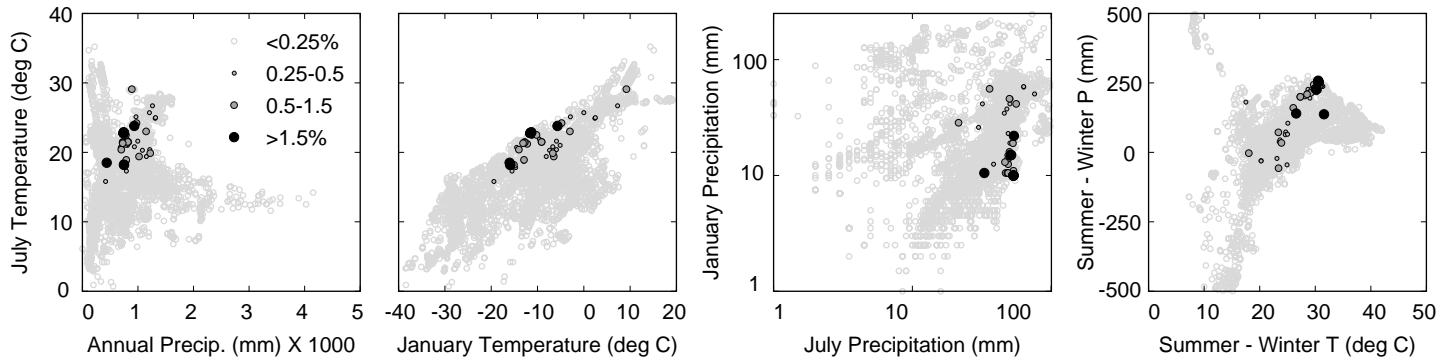 40
30
20
10
0
July Temperature (deg C)
<0.25%
0.25-0.5
0.5-1.5
>1.5%
0 1 2 3 4 5
Annual Precip. (mm) X 1000
-40 -30 -20 -10 0 10 20
January Temperature (deg C)
100
10
1
January Precipitation (mm)
1 10 100
July Precipitation (mm)
500
250
0
-250
-500
Summer - Winter P (mm)
0 10 20 30 40 50
Summer - Winter T (deg C)